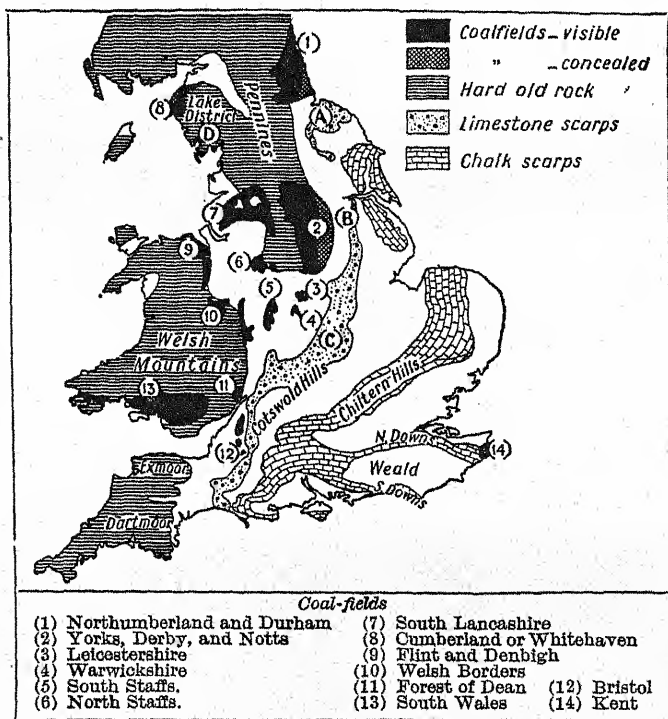 Coalfields – visible
" – concealed
Hard old rock
Limestone scarps
Chalk scarps
(1)
(8)
Lake
District
(D)
Pennines
(A)
(7)
(2)
(B)
(9)
(6)
(5)
(3)
(10)
(4)
Welsh
Mountains
(C)
(13)
(11)
Cotswold Hills
Chiltern Hills
(12)
N. Downs
(14)
Exmoor
Weald
S. Downs
Dartmoor
Coal-fields
(1) Northumberland and Durham
(2) Yorks, Derby, and Notts
(3) Leicestershire
(4) Warwickshire
(5) South Staffs.
(6) North Staffs.
(7) South Lancashire
(8) Cumberland or Whitehaven
(9) Flint and Denbigh
(10) Welsh Borders
(11) Forest of Dean (12) Bristol
(13) South Wales (14) Kent